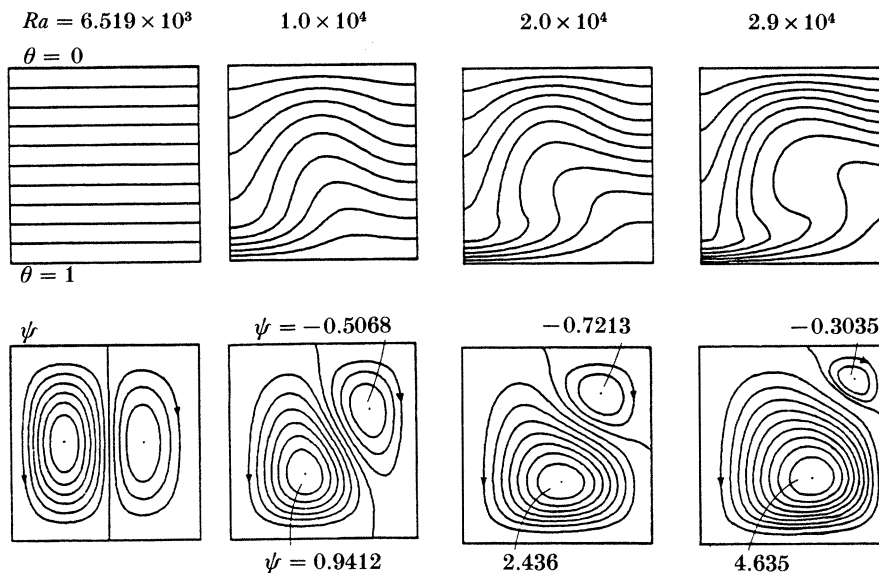 Ra = 6.519 × 10³ 1.0 × 10⁴ 2.0 × 10⁴ 2.9 × 10⁴
θ = 0
θ = 1
ψ ψ = −0.5068 −0.7213 −0.3035
ψ = 0.9412 2.436 4.635